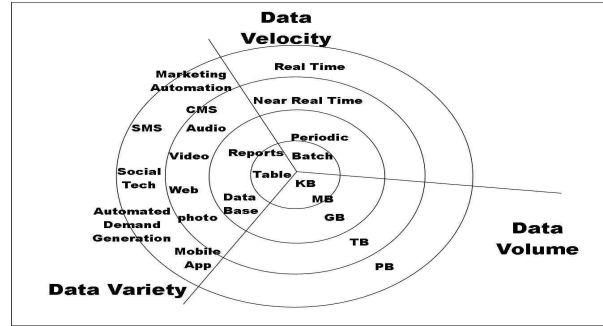 Data
Velocity
Real Time
Marketing
Automation
Near Real Time
CMS
SMS
Audio
Periodic
Video
Reports
Batch
Social
Tech
Table
KB
Web
MB
Data
Base
Automated
Demand
Generation
photo
GB
Data
Volume
TB
Mobile
App
PB
Data Variety